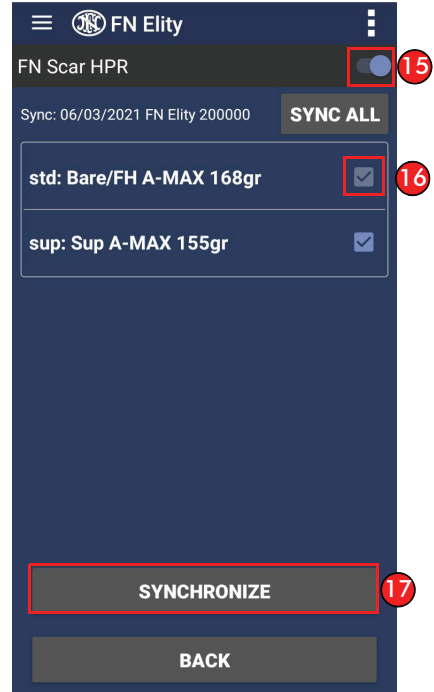 FN Elity
FN Scar HPR
15
Sync: 06/03/2021 FN Elity 200000
SYNC ALL
std: Bare/FH A-MAX 168gr
16
sup: Sup A-MAX 155gr
SYNCHRONIZE
17
BACK